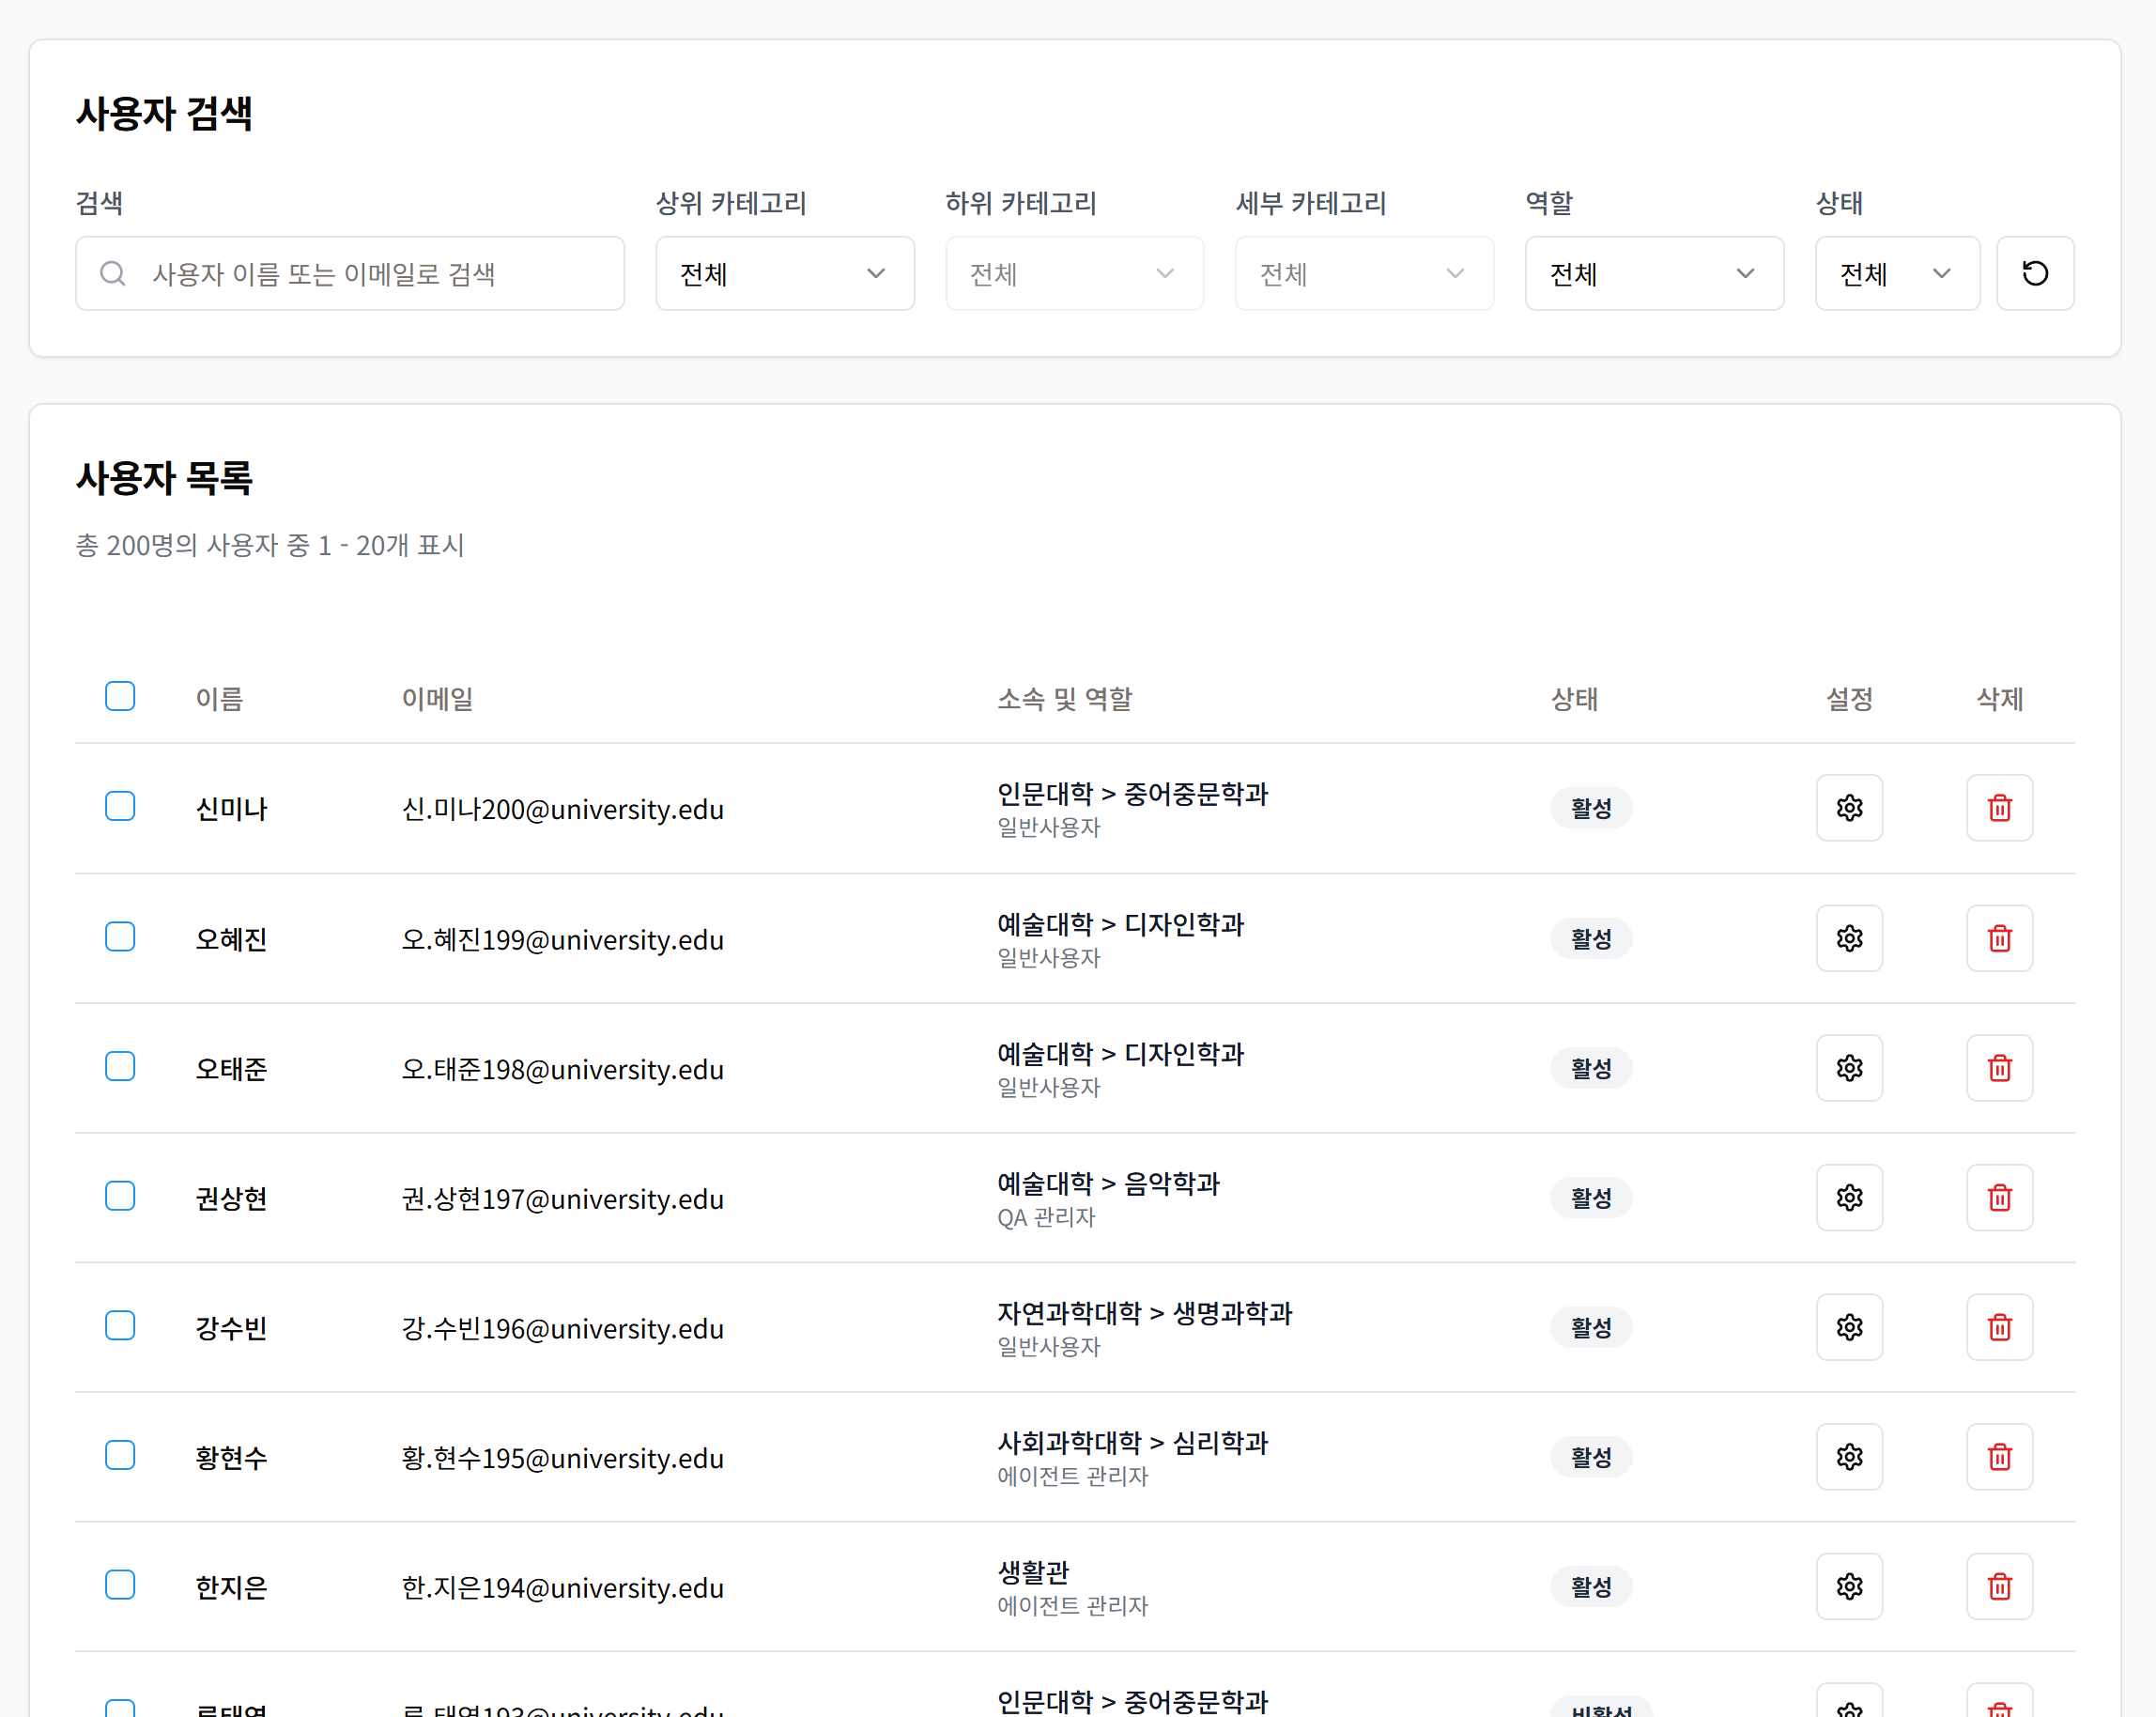 사용자 검색
검색 상위 카테고리 하위 카테고리 세부 카테고리 역할 상태
사용자 이름 또는 이메일로 검색 전체 전체 전체 전체 전체
사용자 목록
총 200명의 사용자 중 1 - 20개 표시
이름 이메일 소속 및 역할 상태 설정 삭제
신미나 신.미나200@university.edu 인문대학 > 중어중문학과 활성
일반사용자
오혜진 오.혜진199@university.edu 예술대학 > 디자인학과 활성
일반사용자
오태준 오.태준198@university.edu 예술대학 > 디자인학과 활성
일반사용자
권상현 권.상현197@university.edu 예술대학 > 음악학과 활성
QA 관리자
강수빈 강.수빈196@university.edu 자연과학대학 > 생명과학과 활성
일반사용자
황현수 황.현수195@university.edu 사회과학대학 > 심리학과 활성
에이전트 관리자
한지은 한.지은194@university.edu 생활관 활성
에이전트 관리자
인문대학 > 중어중문학과
비활성